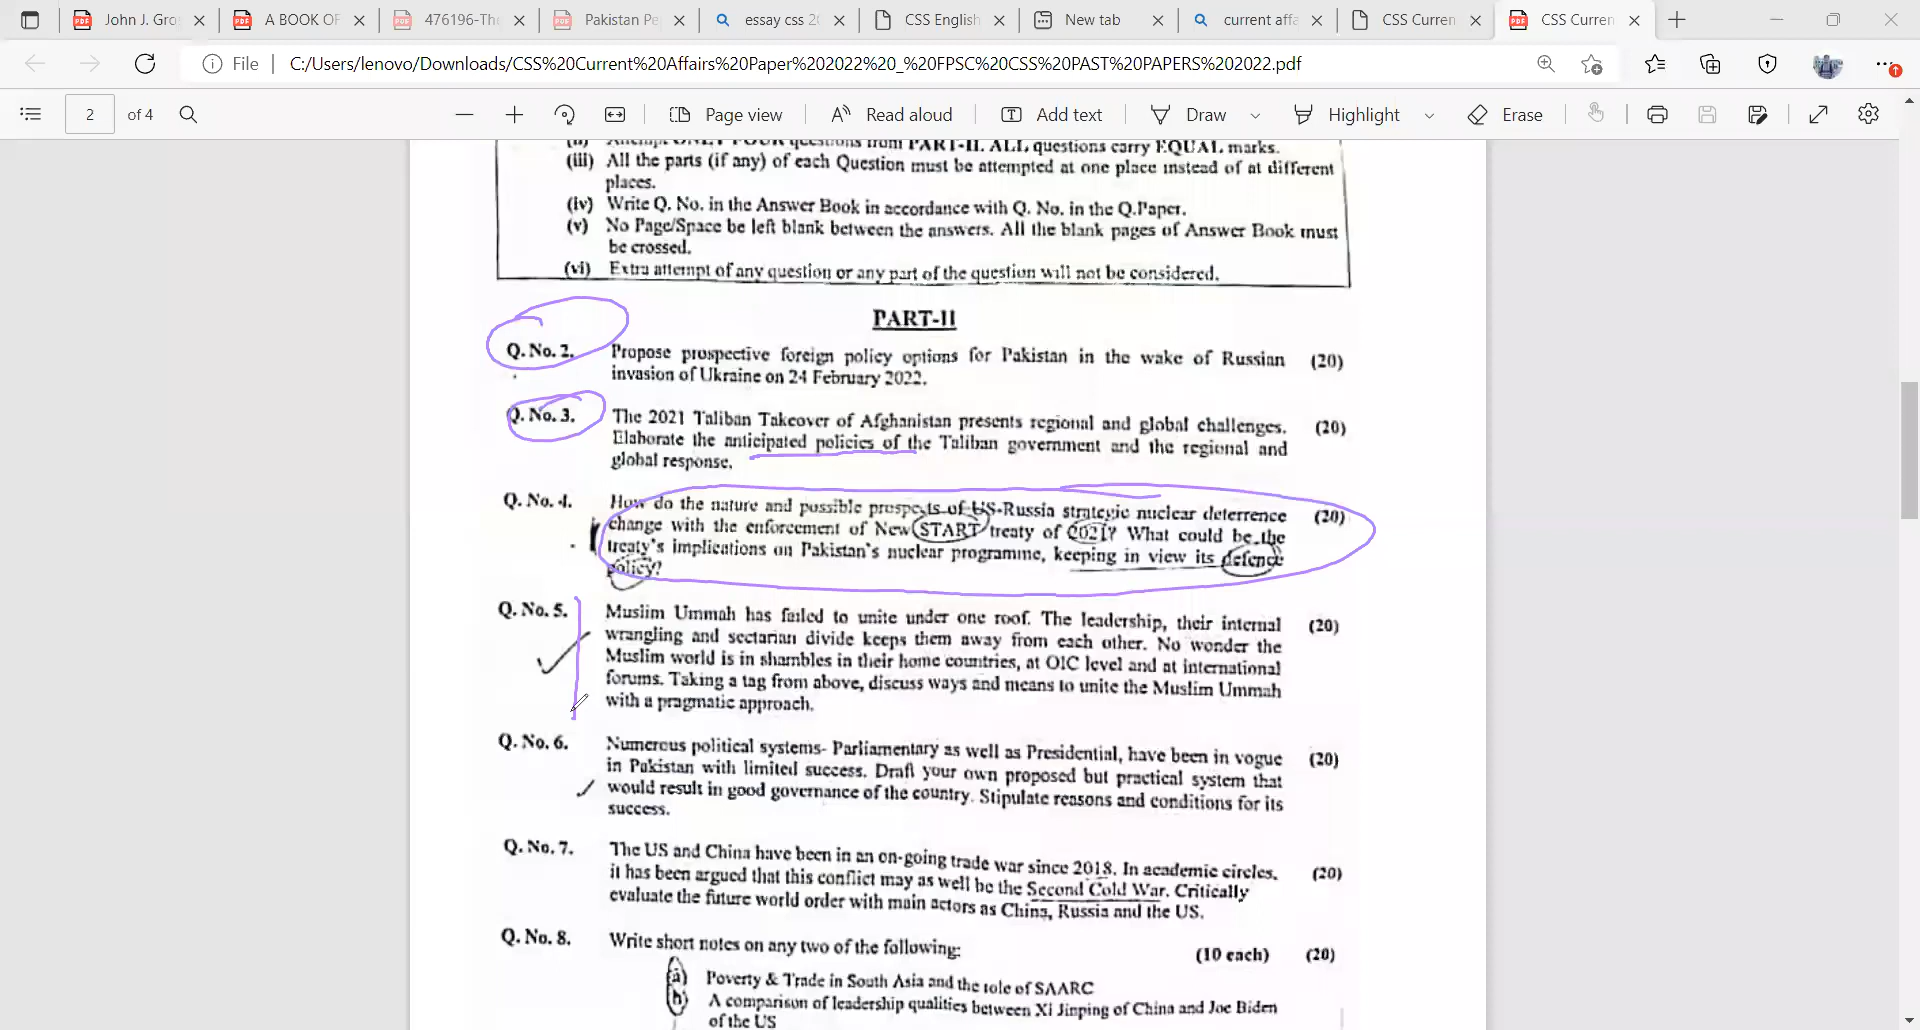 John J. Gro
A BOOK OF
476196-The
Pakistan Pe
essay css 20
CSS English
New tab
current affa
CSS Curren
CSS Curren
File
C:/Users/lenovo/Downloads/CSS%20Current%20Affairs%20Paper%202022%20_%20FPSC%20CSS%20PAST%20PAPERS%202022.pdf
2 of 4
Page view
Read aloud
Add text
Draw
Highlight
Erase
(ii) Attempt ONLY FOUR questions from PART-II. ALL questions carry EQUAL marks.
(iii) All the parts (if any) of each Question must be attempted at one place instead of at different
places.
(iv) Write Q. No. in the Answer Book in accordance with Q. No. in the Q.Paper.
(v) No Page/Space be left blank between the answers. All the blank pages of Answer Book must
be crossed.
(vi) Extra attempt of any question or any part of the question will not be considered.
PART-II
Q. No. 2. Propose prospective foreign policy options for Pakistan in the wake of Russian (20)
invasion of Ukraine on 24 February 2022.
Q. No. 3. The 2021 Taliban Takeover of Afghanistan presents regional and global challenges. (20)
Elaborate the anticipated policies of the Taliban government and the regional and
global response.
Q. No. 4. How do the nature and possible prospects of US-Russia strategic nuclear deterrence (20)
change with the enforcement of New START treaty of 2021? What could be the
treaty's implications on Pakistan's nuclear programme, keeping in view its defence
policy?
Q. No. 5. Muslim Ummah has failed to unite under one roof. The leadership, their internal (20)
wrangling and sectarian divide keeps them away from each other. No wonder the
Muslim world is in shambles in their home countries, at OIC level and at international
forums. Taking a tag from above, discuss ways and means to unite the Muslim Ummah
with a pragmatic approach.
Q. No. 6. Numerous political systems- Parliamentary as well as Presidential, have been in vogue (20)
in Pakistan with limited success. Draft your own proposed but practical system that
would result in good governance of the country. Stipulate reasons and conditions for its
success.
Q. No. 7. The US and China have been in an on-going trade war since 2018. In academic circles, (20)
it has been argued that this conflict may as well be the Second Cold War. Critically
evaluate the future world order with main actors as China, Russia and the US.
Q. No. 8. Write short notes on any two of the following: (10 each) (20)
(a) Poverty & Trade in South Asia and the role of SAARC
(b) A comparison of leadership qualities between Xi Jinping of China and Joe Biden
of the US